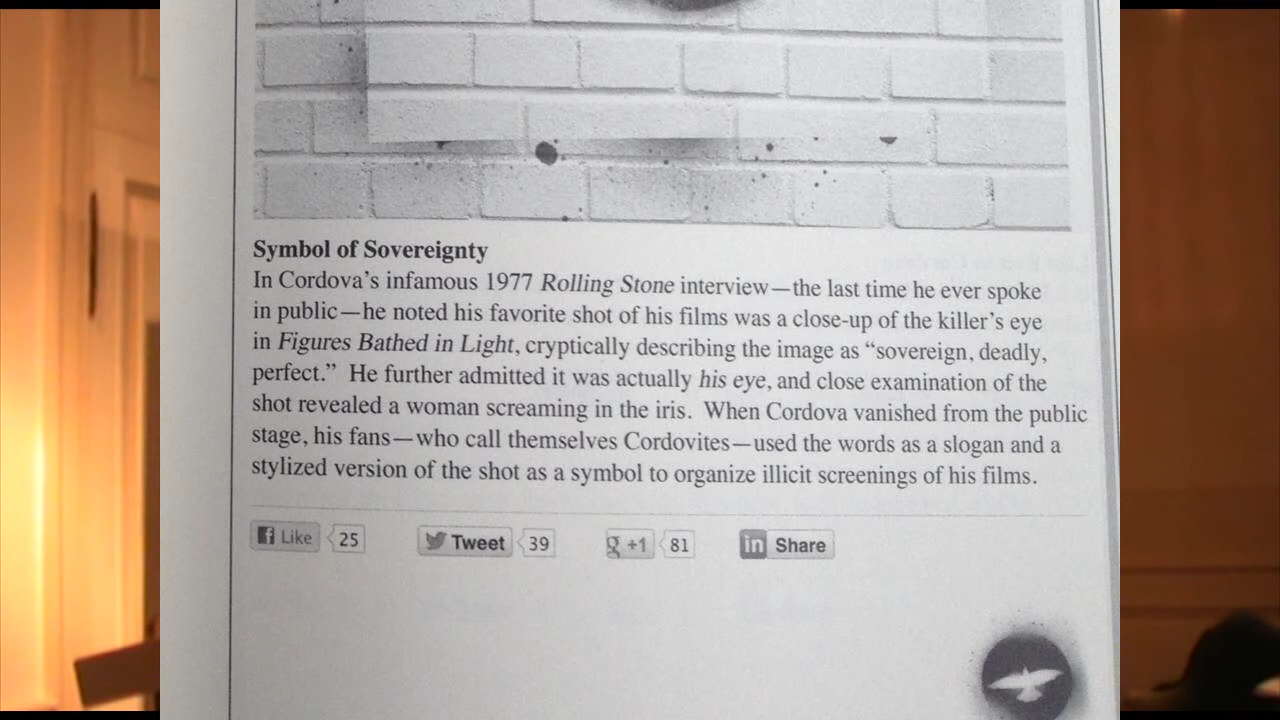 Symbol of Sovereignty
In Cordova's infamous 1977 Rolling Stone interview—the last time he ever spoke
in public—he noted his favorite shot of his films was a close-up of the killer's eye
in Figures Bathed in Light, cryptically describing the image as “sovereign, deadly,
perfect.” He further admitted it was actually his eye, and close examination of the
shot revealed a woman screaming in the iris. When Cordova vanished from the public
stage, his fans—who call themselves Cordovites—used the words as a slogan and a
stylized version of the shot as a symbol to organize illicit screenings of his films.
f Like 25 Tweet 39 g +1 81 in Share